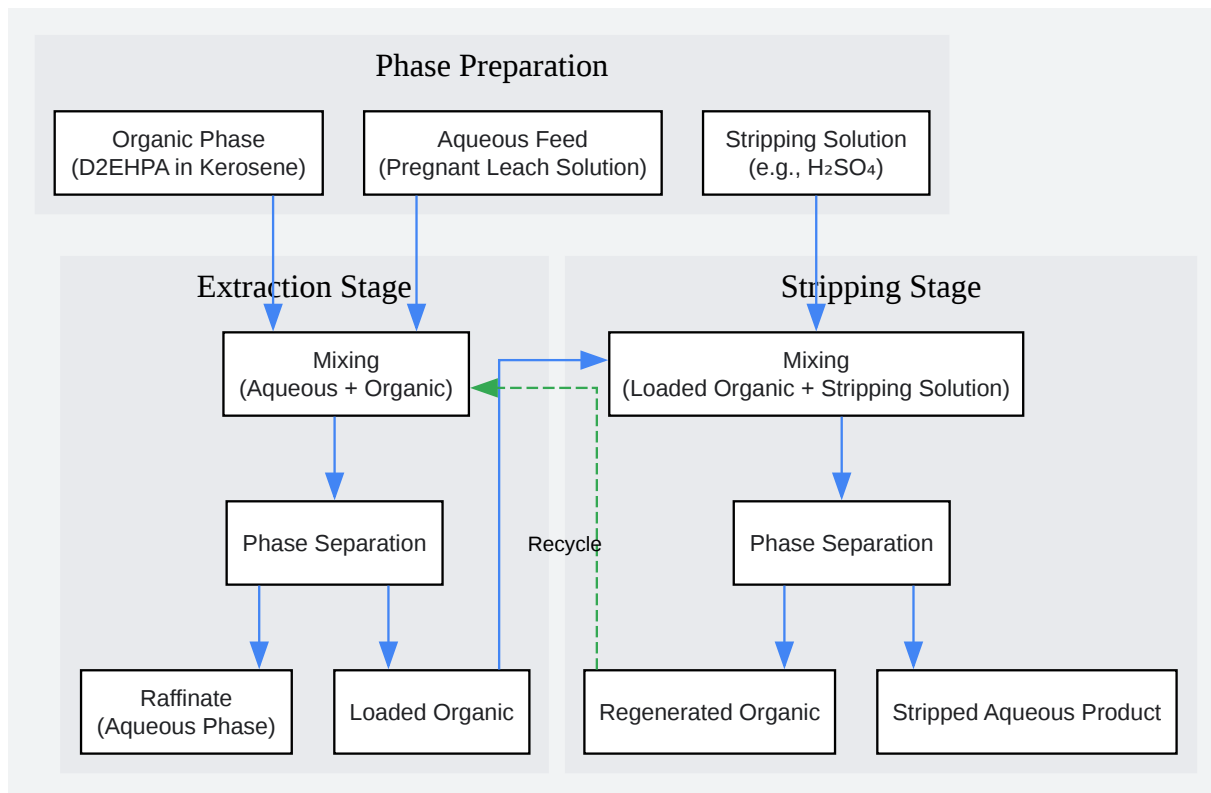 Phase Preparation
Organic Phase
(D2EHPA in Kerosene)
Aqueous Feed
(Pregnant Leach Solution)
Stripping Solution
(e.g., H₂SO₄)
Extraction Stage
Stripping Stage
Mixing
(Aqueous + Organic)
Mixing
(Loaded Organic + Stripping Solution)
Phase Separation
Recycle
Phase Separation
Raffinate
(Aqueous Phase)
Loaded Organic
Regenerated Organic
Stripped Aqueous Product